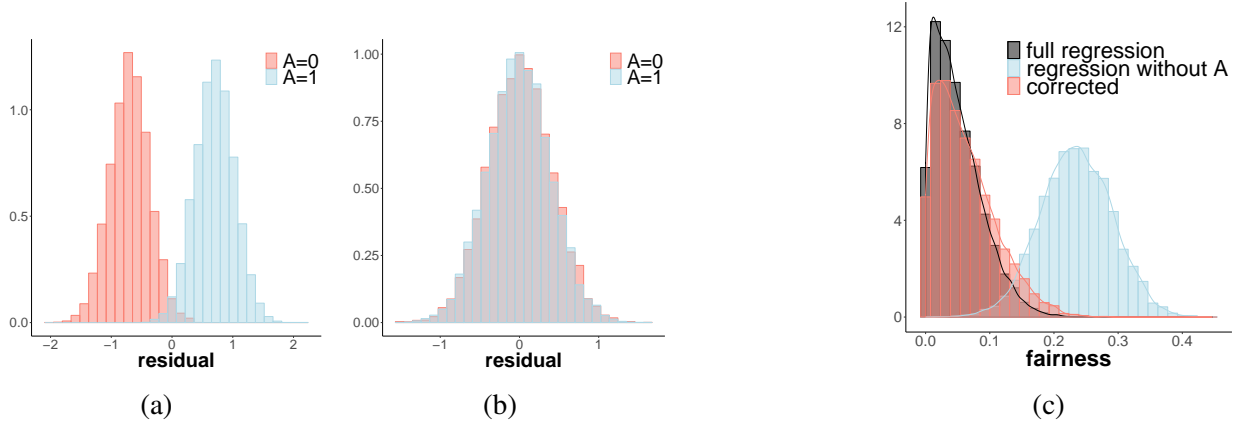 A=0
A=1
1.0
0.5
0.0
−2
−1
0
1
2
residual
(a)
A=0
A=1
1.00
0.75
0.50
0.25
0.00
−1
0
1
residual
(b)
full regression
regression without A
corrected
12
8
4
0
0.0
0.1
0.2
0.3
0.4
fairness
(c)